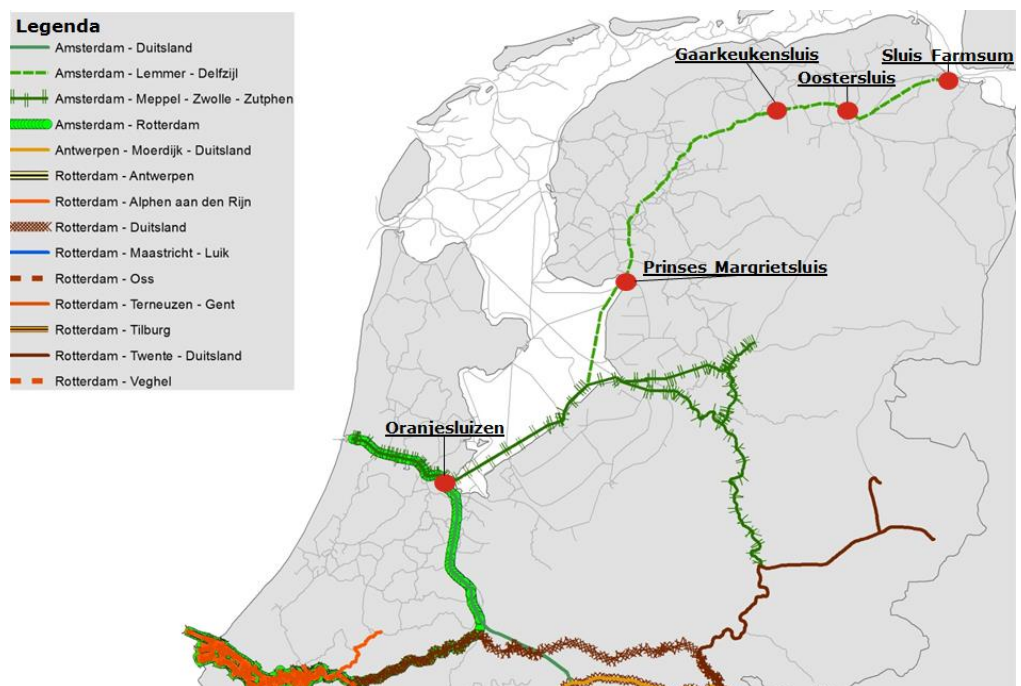 Legenda
Amsterdam - Duitsland
Amsterdam - Lemmer - Delfzijl
Amsterdam - Meppel - Zwolle - Zutphen
Amsterdam - Rotterdam
Antwerpen - Moerdijk - Duitsland
Rotterdam - Antwerpen
Rotterdam - Alphen aan den Rijn
Rotterdam - Duitsland
Rotterdam - Maastricht - Luik
Rotterdam - Oss
Rotterdam - Terneuzen - Gent
Rotterdam - Tilburg
Rotterdam - Twente - Duitsland
Rotterdam - Veghel
Gaarkeukensluis
Sluis Farmsum
Oostersluis
Prinses Margrietsluis
Oranjesluizen